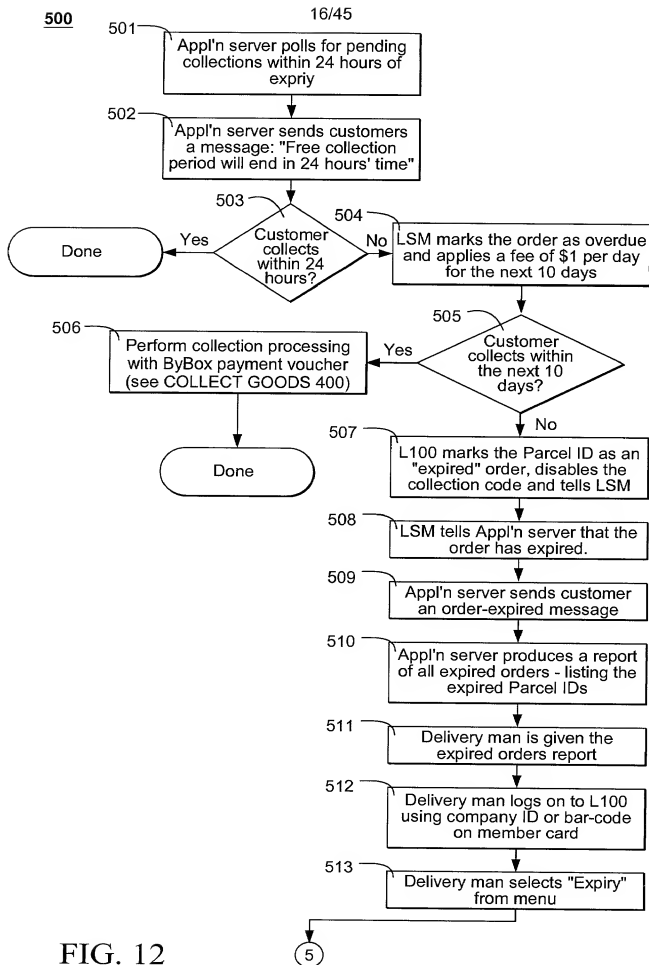 500
16/45
501
Appl'n server polls for pending
collections within 24 hours of
expriy
502
Appl'n server sends customers
a message: "Free collection
period will end in 24 hours' time"
503
Customer
collects
within 24
hours?
Yes
Done
No
504
LSM marks the order as overdue
and applies a fee of $1 per day
for the next 10 days
505
Customer
collects within
the next 10
days?
Yes
506
Perform collection processing
with ByBox payment voucher
(see COLLECT GOODS 400)
Done
No
507
L100 marks the Parcel ID as an
"expired" order, disables the
collection code and tells LSM
508
LSM tells Appl'n server that the
order has expired.
509
Appl'n server sends customer
an order-expired message
510
Appl'n server produces a report
of all expired orders - listing the
expired Parcel IDs
511
Delivery man is given the
expired orders report
512
Delivery man logs on to L100
using company ID or bar-code
on member card
513
Delivery man selects "Expiry"
from menu
5
FIG. 12